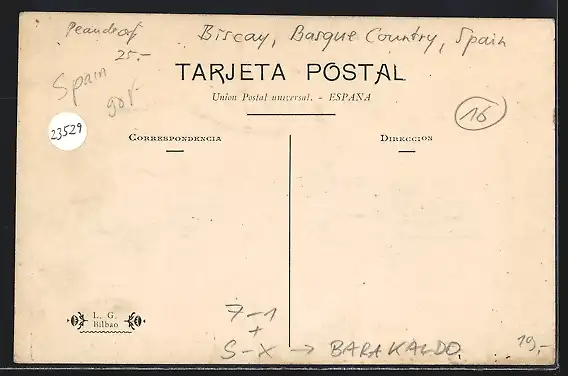 Biscay, Basque Country, Spain
25.-
TARJETA POSTAL
Spain
Union Postal universal. - ESPAÑA
90.-
16
23529
CORRESPONDENCIA
DIRECCION
L. G.
Bilbao
7-1
+
S-X → BARAKALDO
19,-